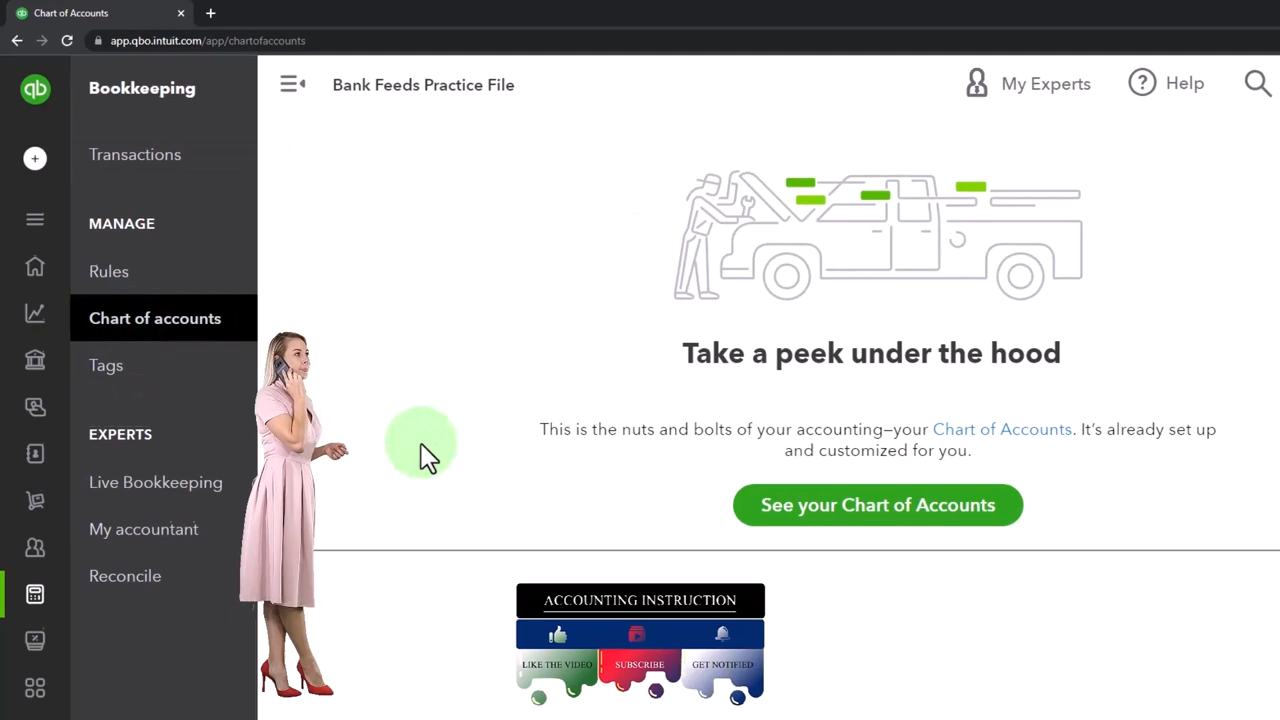 Chart of Accounts
app.qbo.intuit.com/app/chartofaccounts
qb
Bookkeeping
Transactions
MANAGE
Rules
Chart of accounts
Tags
EXPERTS
Live Bookkeeping
My accountant
Reconcile
Bank Feeds Practice File
My Experts
Help
Take a peek under the hood
This is the nuts and bolts of your accounting—your Chart of Accounts. It's already set up
and customized for you.
See your Chart of Accounts
ACCOUNTING INSTRUCTION
LIKE THE VIDEO
SUBSCRIBE
GET NOTIFIED